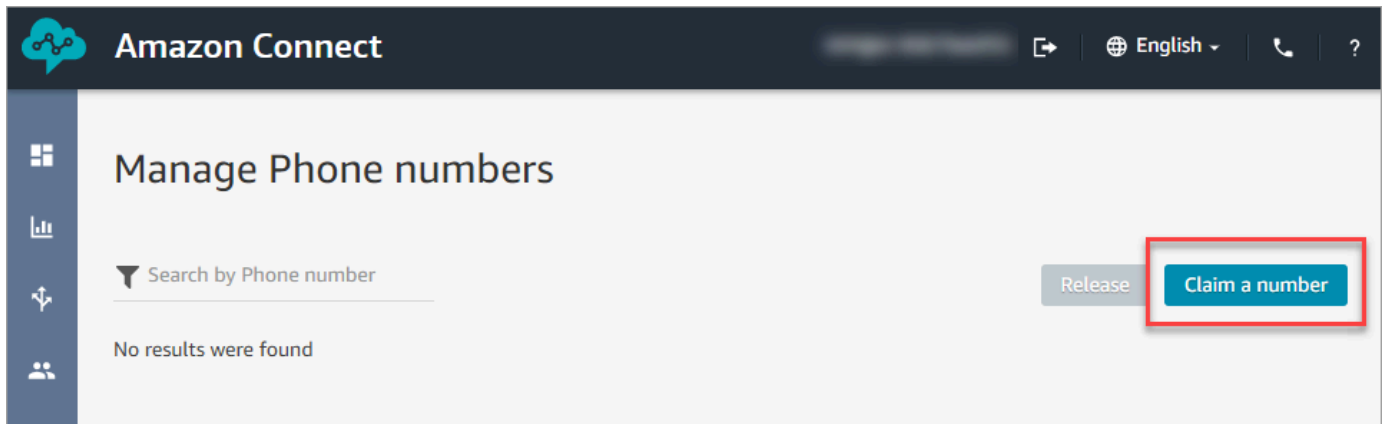 Amazon Connect
English
?
Manage Phone numbers
Search by Phone number
Release
Claim a number
No results were found